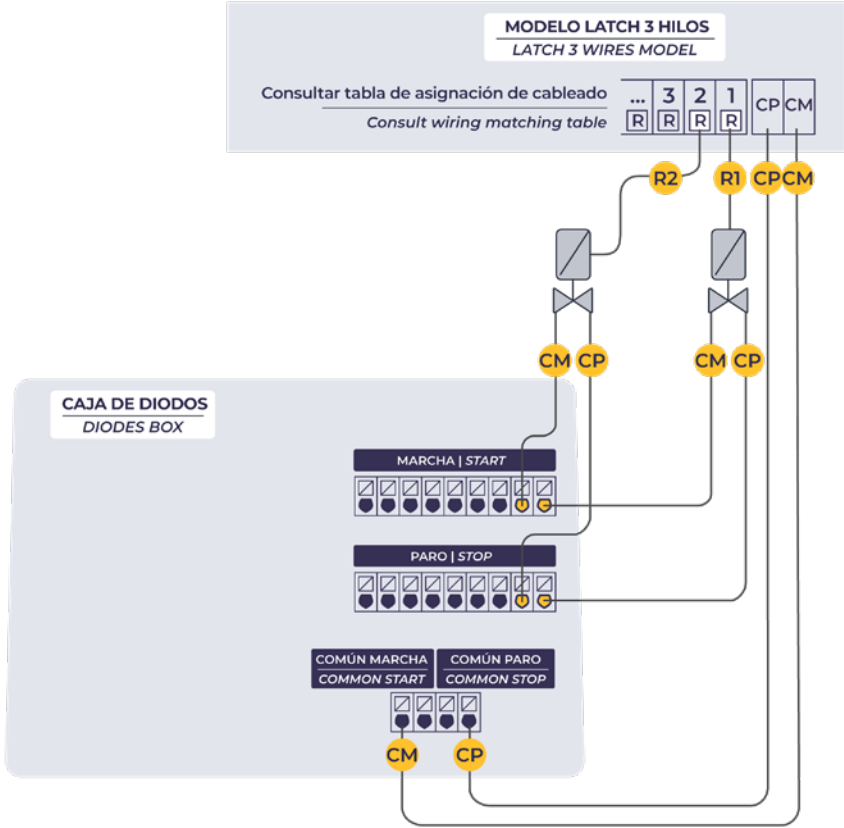 MODELO LATCH 3 HILOS
LATCH 3 WIRES MODEL
Consultar tabla de asignación de cableado
Consult wiring matching table
... 3 2 1 CP CM
R R R R
R2 R1 CP CM
CM CP CM CP
CAJA DE DIODOS
DIODES BOX
MARCHA | START
PARO | STOP
COMÚN MARCHA COMÚN PARO
COMMON START COMMON STOP
CM CP